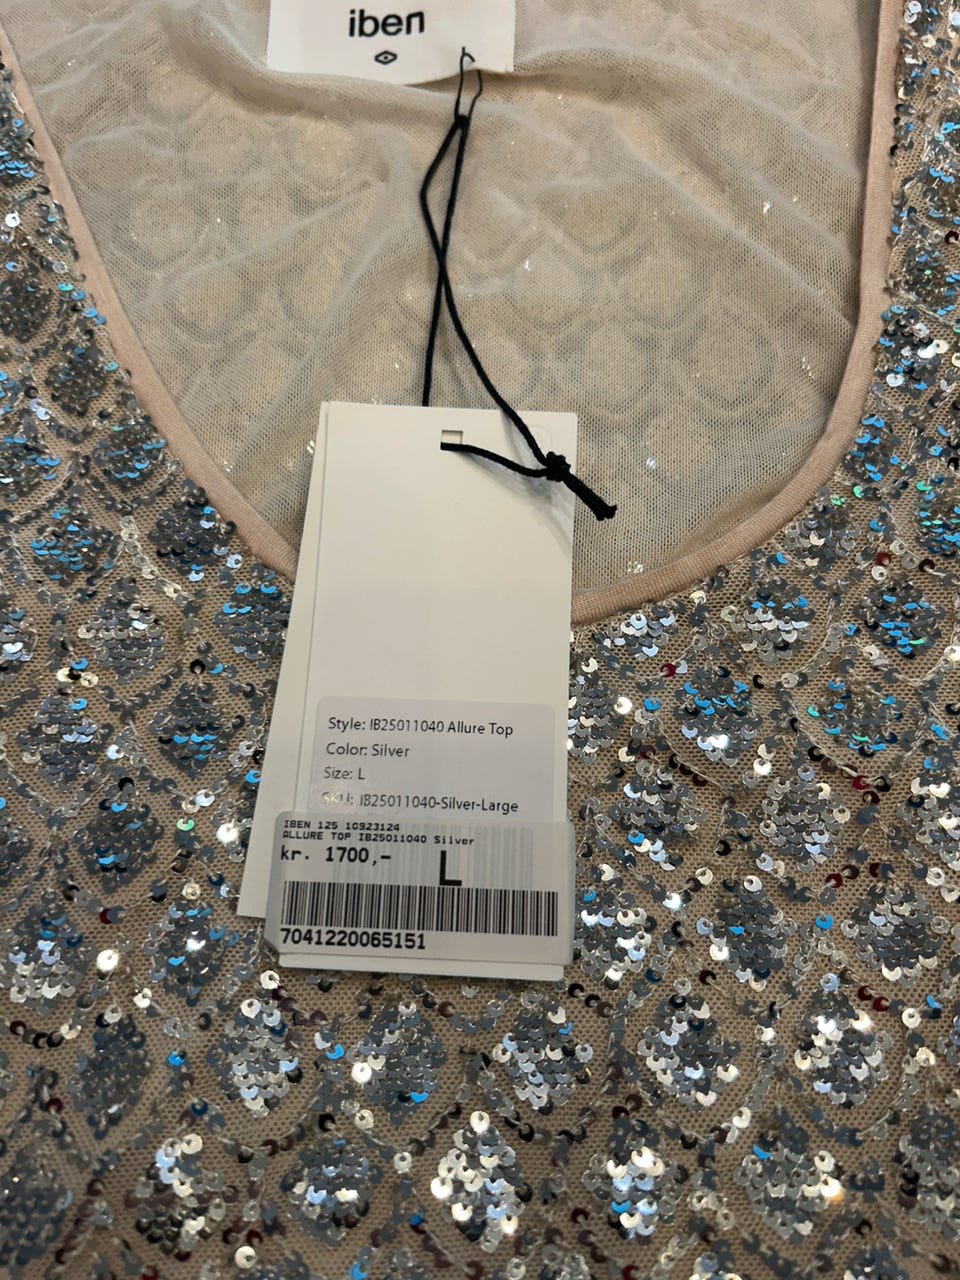 iben
Style: IB25011040 Allure Top
Color: Silver
Size: L
SKU: IB25011040-Silver-Large
IBEN 125 10923124
ALLURE TOP IB25011040 Silver
kr. 1700,- L
7041220065151